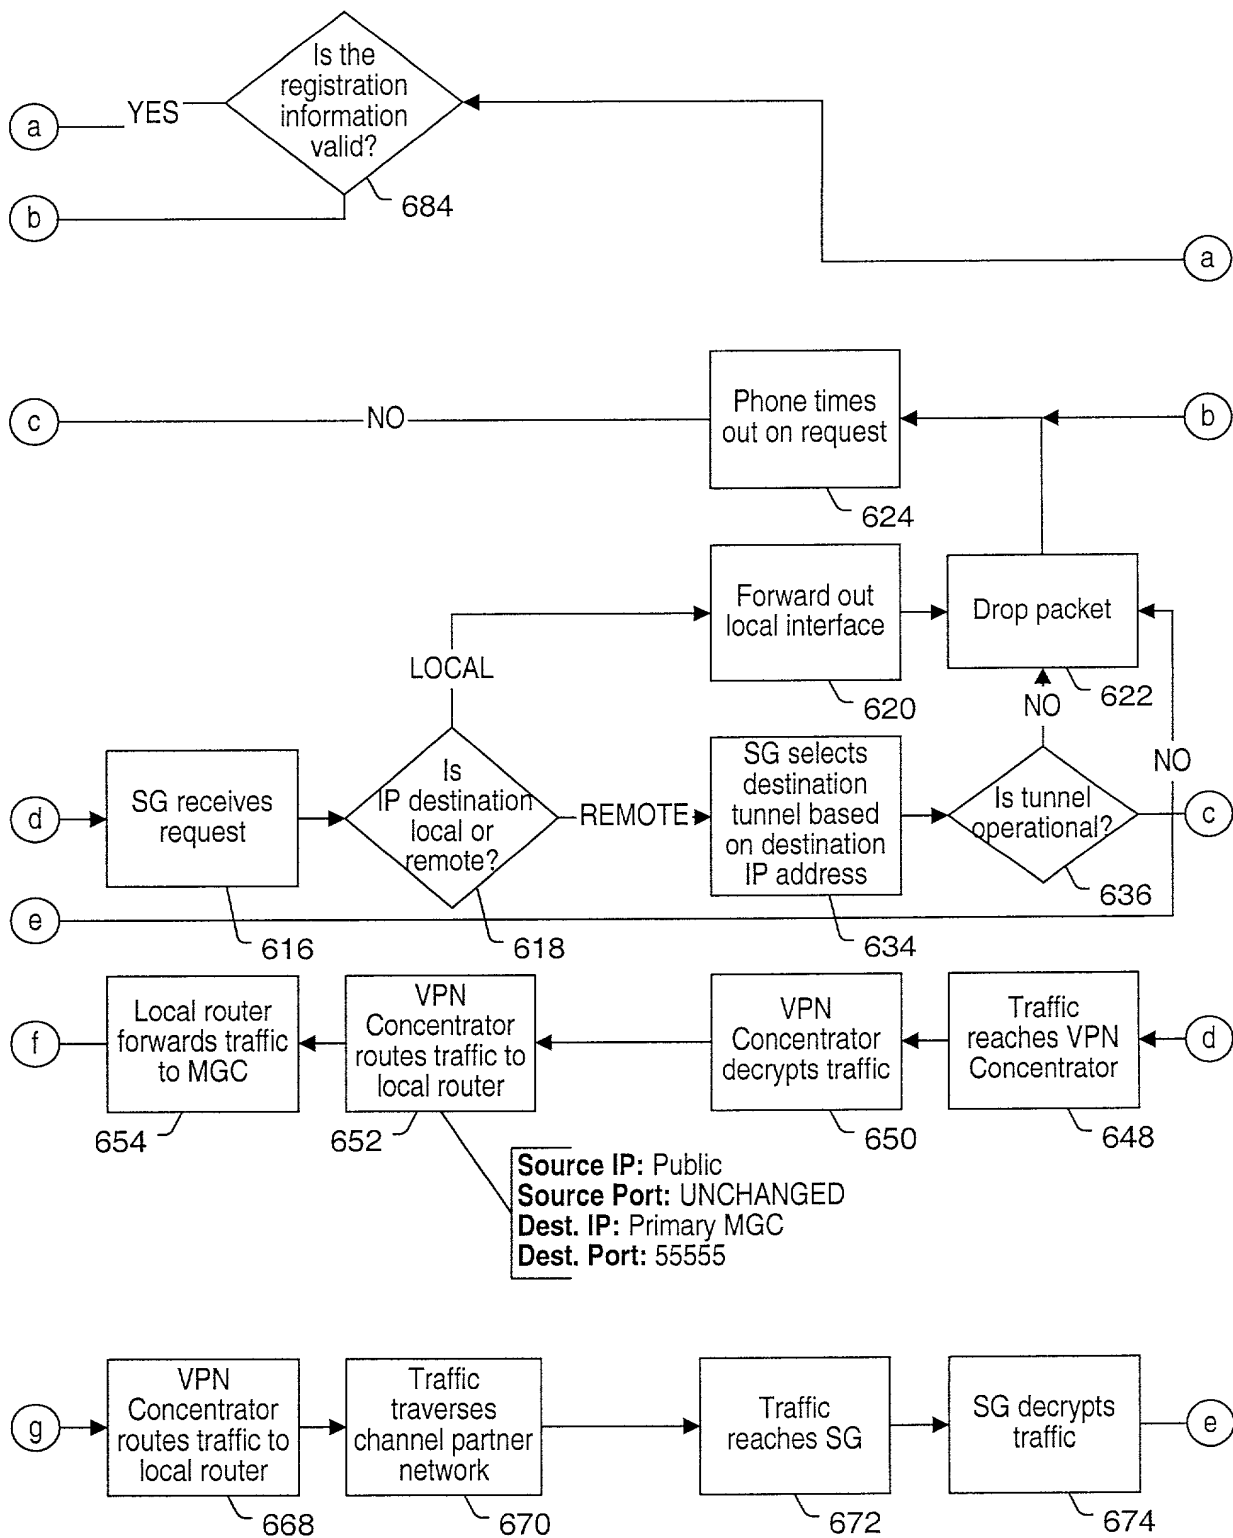 Is the
registration
information
valid?
YES
a
684
b
a
Phone times
out on request
c
NO
b
624
Forward out
local interface
Drop packet
LOCAL
620
622
NO
NO
SG receives
request
Is
IP destination
local or
remote?
REMOTE
SG selects
destination
tunnel based
on destination
IP address
Is tunnel
operational?
d
c
636
e
616
618
634
Local router
forwards traffic
to MGC
VPN
Concentrator
routes traffic to
local router
VPN
Concentrator
decrypts traffic
Traffic
reaches VPN
Concentrator
f
d
654
652
650
648
Source IP: Public
Source Port: UNCHANGED
Dest. IP: Primary MGC
Dest. Port: 55555
VPN
Concentrator
routes traffic to
local router
Traffic
traverses
channel partner
network
Traffic
reaches SG
SG decrypts
traffic
g
e
668
670
672
674